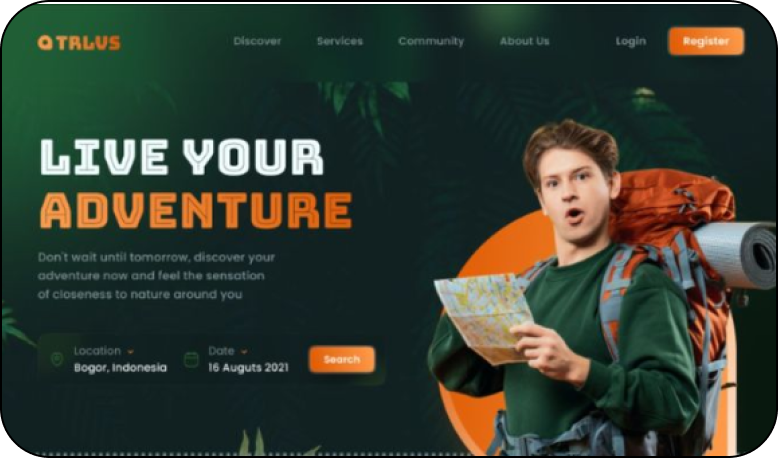 ATRLVS
Discover
Services
Community
About Us
Login
Register
LIVE YOUR
ADVENTURE
Don't wait until tomorrow, discover your
adventure now and feel the sensation
of closeness to nature around you
Location
Bogor, Indonesia
Date
16 Auguts 2021
Search